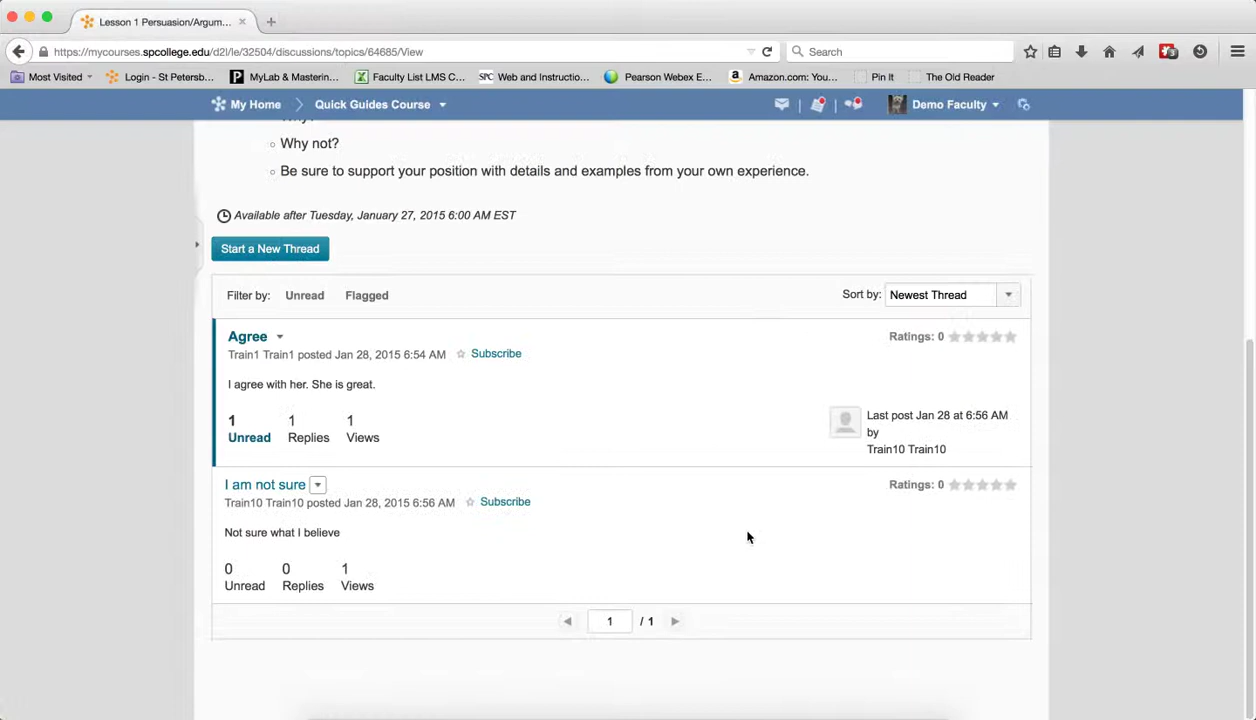 Lesson 1 Persuasion/Argum...
https://mycourses.spcollege.edu/d2l/le/32504/discussions/topics/64685/View
Search
Most Visited
Login - St Petersb...
MyLab & Mastering...
Faculty List LMS C...
SPC Web and Instructio...
Pearson Webex E...
Amazon.com: You...
Pin It
The Old Reader
My Home
Quick Guides Course
Demo Faculty
Why not?
Be sure to support your position with details and examples from your own experience.
Available after Tuesday, January 27, 2015 6:00 AM EST
Start a New Thread
Filter by: Unread Flagged
Sort by: Newest Thread
Agree
Ratings: 0
Train1 Train1 posted Jan 28, 2015 6:54 AM Subscribe
I agree with her. She is great.
1 1 1
Unread Replies Views
Last post Jan 28 at 6:56 AM
by
Train10 Train10
I am not sure
Ratings: 0
Train10 Train10 posted Jan 28, 2015 6:56 AM Subscribe
Not sure what I believe
0 0 1
Unread Replies Views
1 / 1